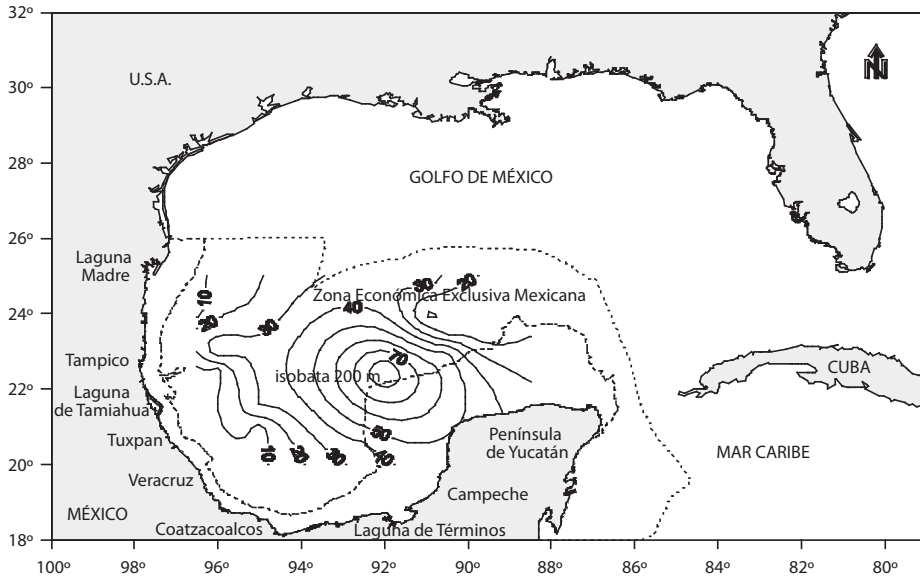 32º
30º
28º
26º
24º
22º
20º
18º
100º
98º
96º
94º
92º
90º
88º
86º
84º
82º
80º
U.S.A.
N
GOLFO DE MÉXICO
Laguna
Madre
Zona Económica Exclusiva Mexicana
10
20
30
40
30
20
70
isobata 200 m
Tampico
Laguna
de Tamiahua
Tuxpan
Veracruz
MÉXICO
Coatzacoalcos
Laguna de Términos
Campeche
Península
de Yucatán
10
20
50
CUBA
MAR CARIBE